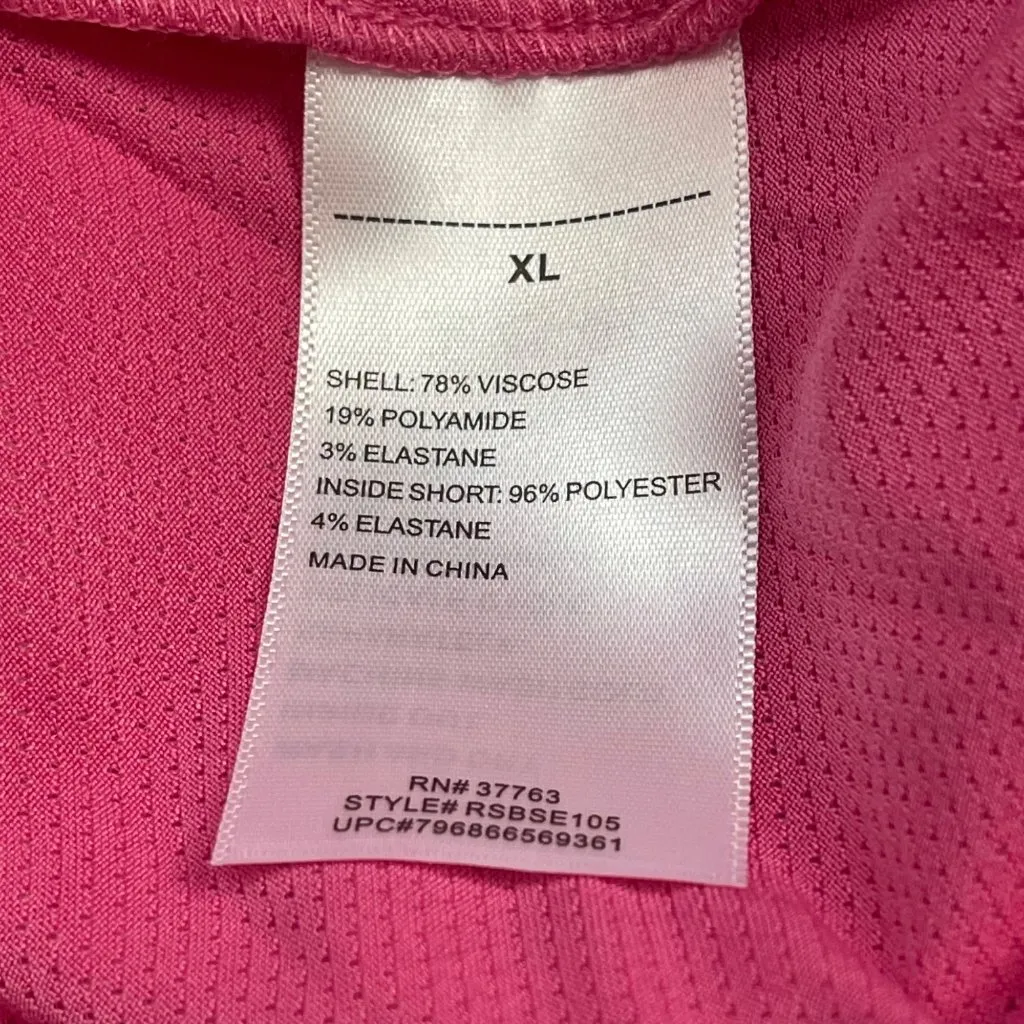 XL
SHELL: 78% VISCOSE
19% POLYAMIDE
3% ELASTANE
INSIDE SHORT: 96% POLYESTER
4% ELASTANE
MADE IN CHINA
RN# 37763
STYLE# RSBSE105
UPC#796866569361